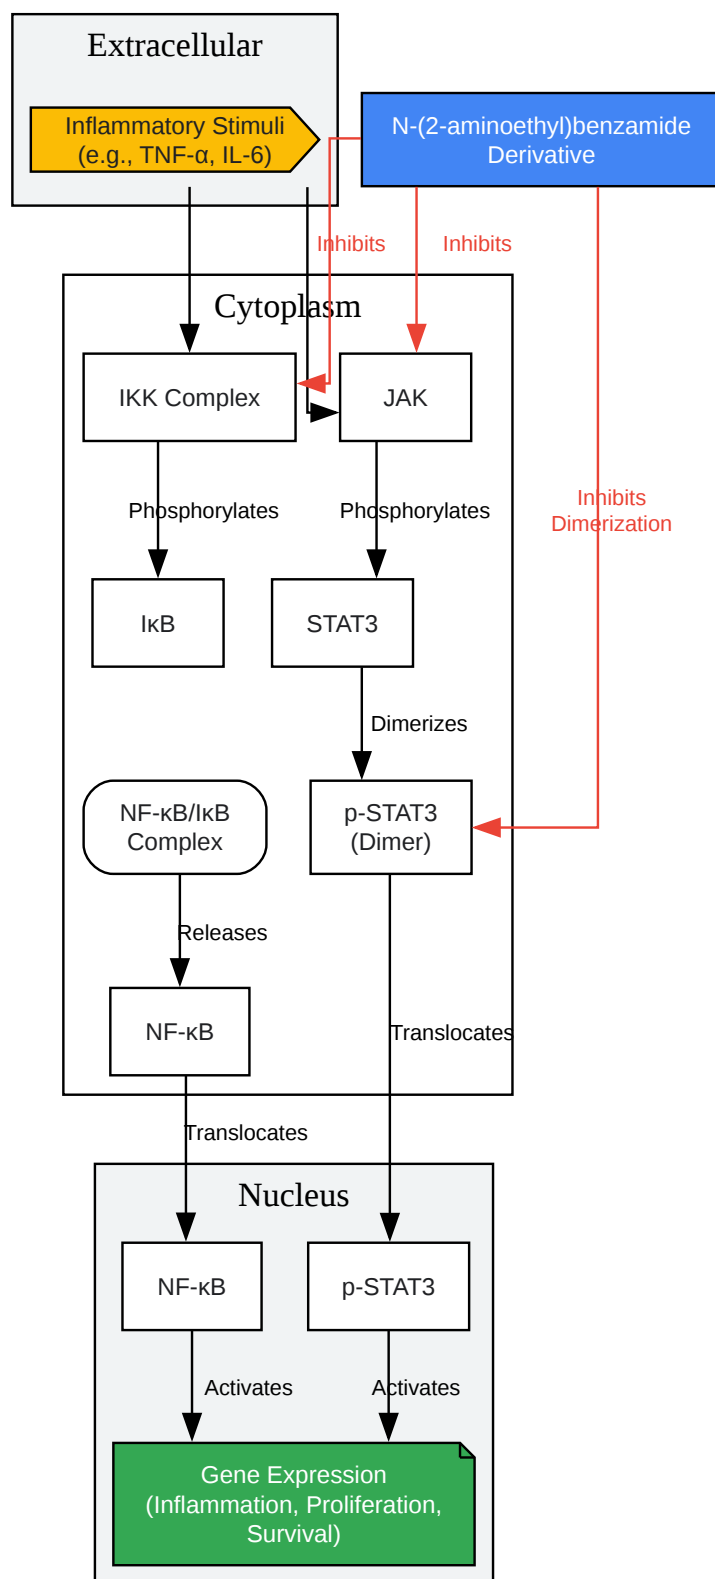 Extracellular
Inflammatory Stimuli
(e.g., TNF-α, IL-6)
N-(2-aminoethyl)benzamide
Derivative
Inhibits
Inhibits
Cytoplasm
IKK Complex
JAK
Inhibits
Dimerization
Phosphorylates
Phosphorylates
IκB
STAT3
Dimerizes
NF-κB/IκB
Complex
p-STAT3
(Dimer)
Releases
NF-κB
Translocates
Translocates
Nucleus
NF-κB
p-STAT3
Activates
Activates
Gene Expression
(Inflammation, Proliferation,
Survival)